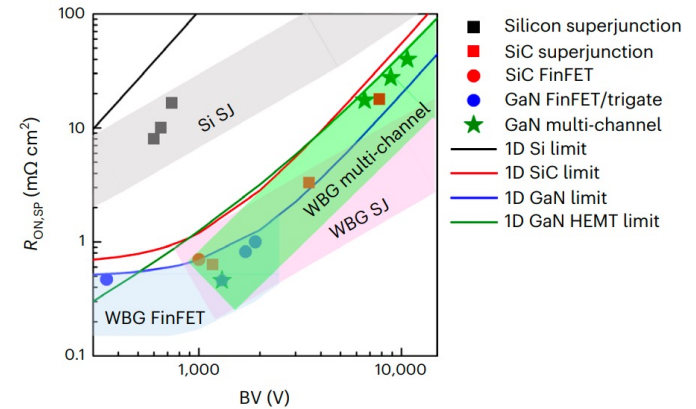 100
10
1
0.1
R_ON,SP (mΩ cm²)
1,000
10,000
BV (V)
Si SJ
WBG multi-channel
WBG SJ
WBG FinFET
Silicon superjunction
SiC superjunction
SiC FinFET
GaN FinFET/trigate
GaN multi-channel
1D Si limit
1D SiC limit
1D GaN limit
1D GaN HEMT limit